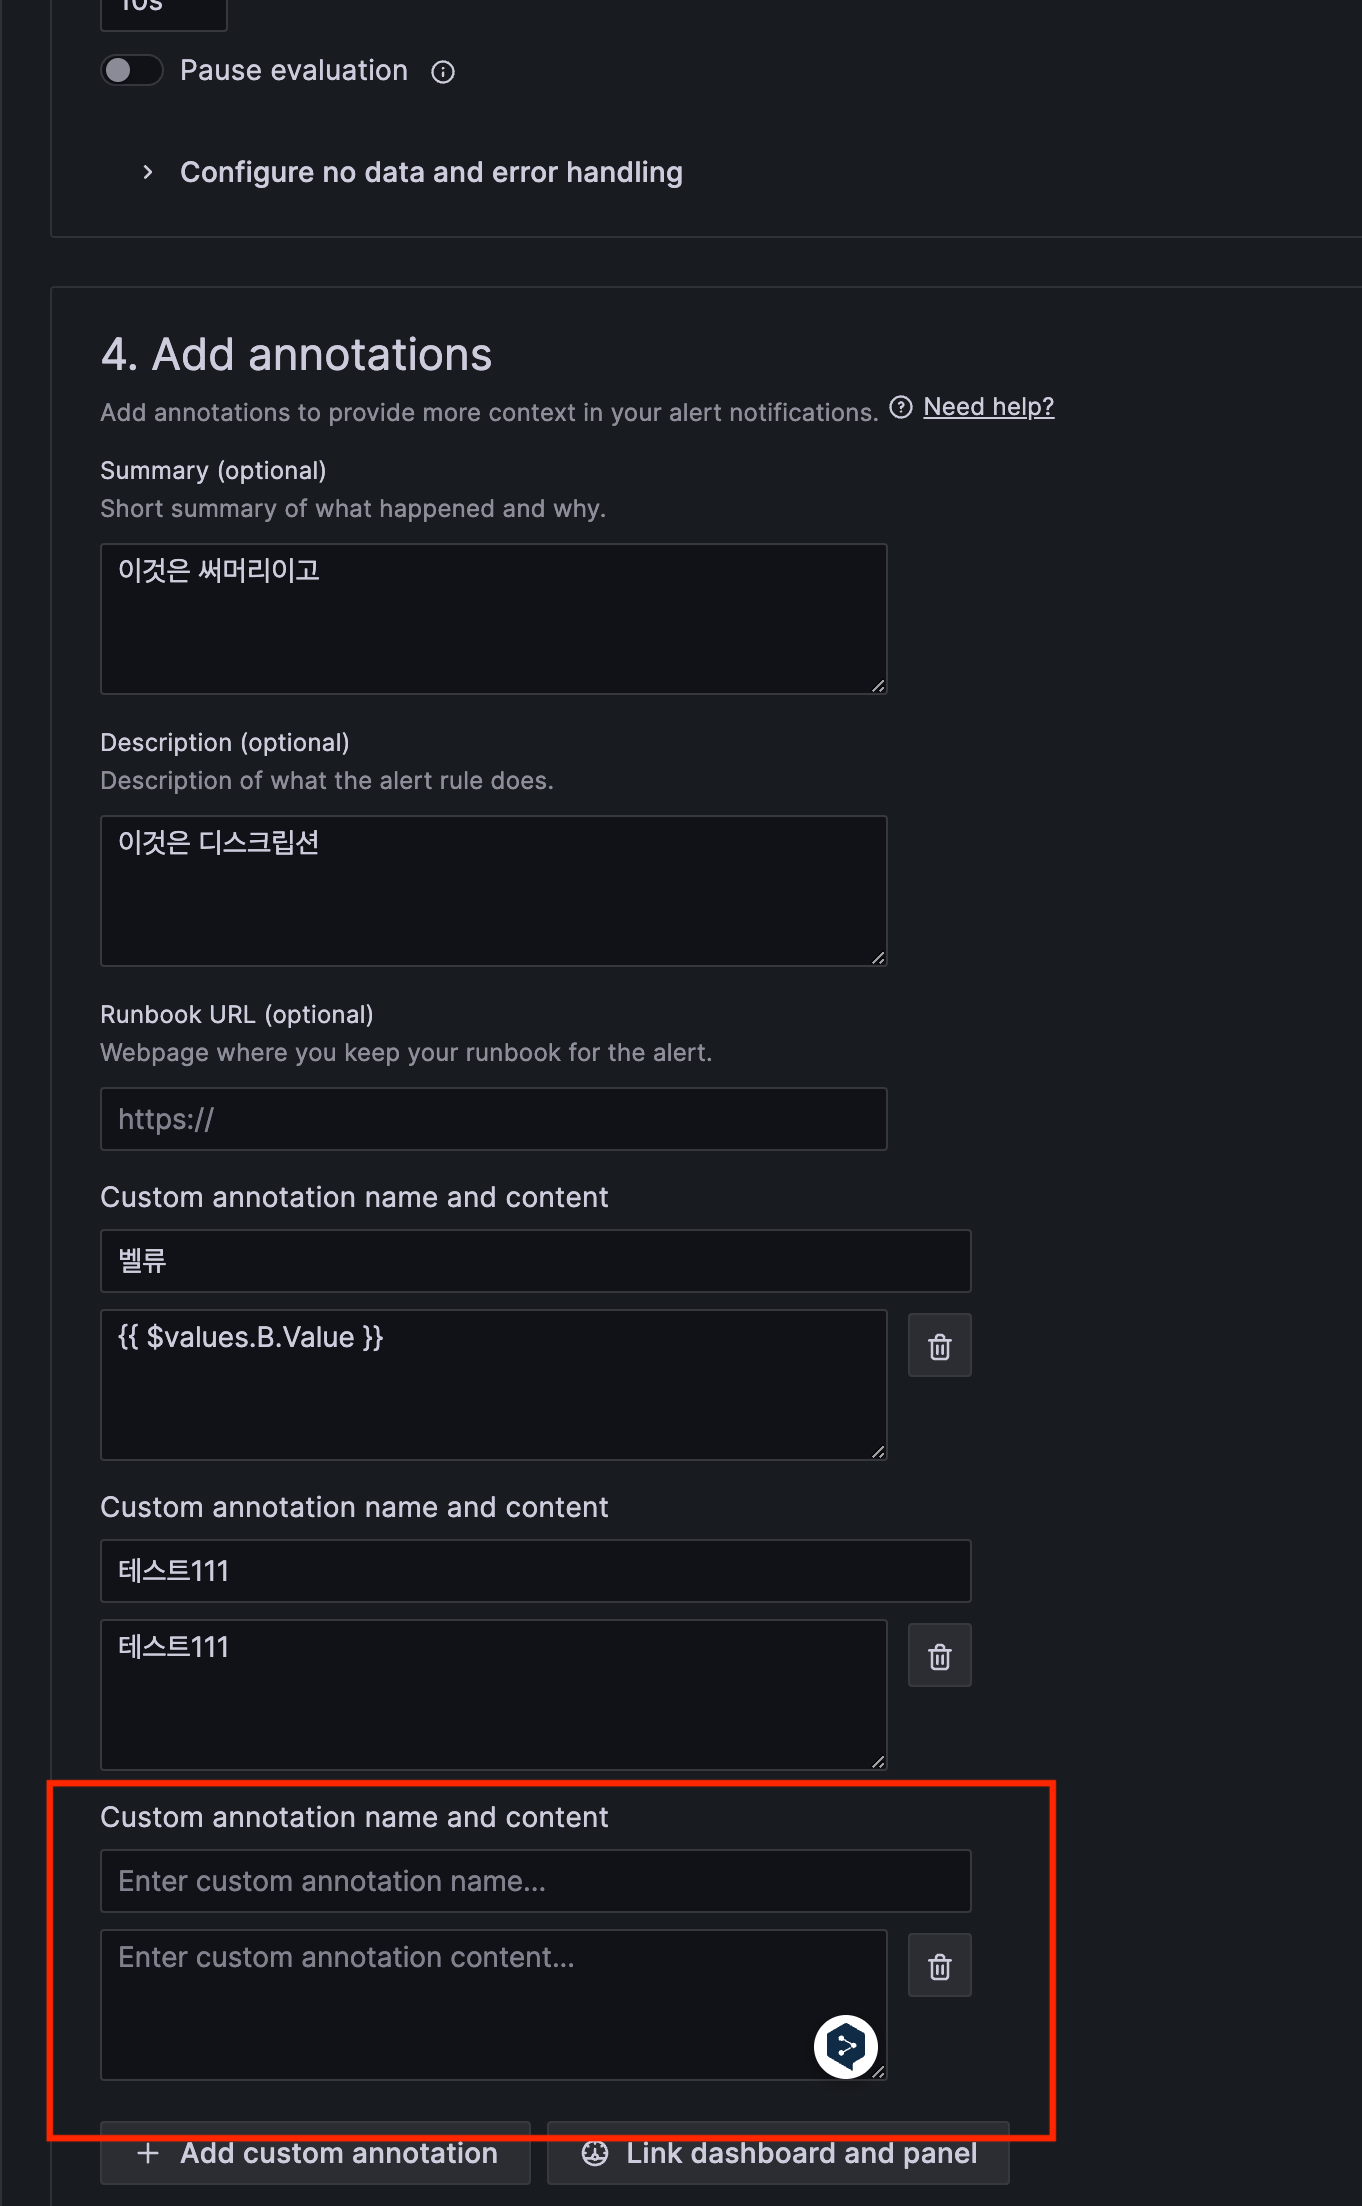 10s
Pause evaluation
Configure no data and error handling
4. Add annotations
Add annotations to provide more context in your alert notifications. Need help?
Summary (optional)
Short summary of what happened and why.
이것은 써머리이고
Description (optional)
Description of what the alert rule does.
이것은 디스크립션
Runbook URL (optional)
Webpage where you keep your runbook for the alert.
https://
Custom annotation name and content
벨류
{{ $values.B.Value }}
Custom annotation name and content
테스트111
테스트111
Custom annotation name and content
Enter custom annotation name...
Enter custom annotation content...
Add custom annotation
Link dashboard and panel